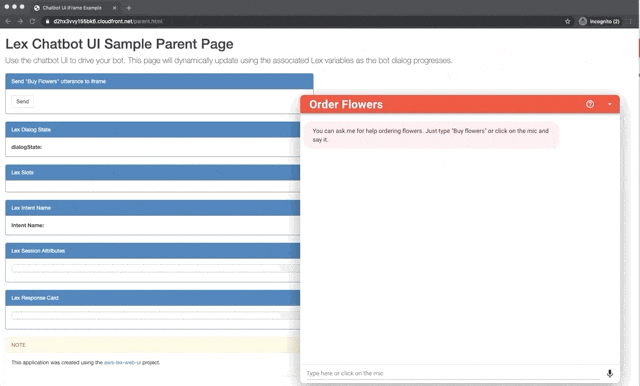 Chatbot UI iFrame Example
d2hx3vvy195bk6.cloudfront.net/parent.html
Incognito (2)
Lex Chatbot UI Sample Parent Page
Use the chatbot UI to drive your bot. This page will dynamically update using the associated Lex variables as the bot dialog progresses.
Send "Buy Flowers" utterance to iframe
Send
Order Flowers
Lex Dialog State
You can ask me for help ordering flowers. Just type "Buy flowers" or click on the mic and
say it.
dialogState:
Lex Slots
Lex Intent Name
Intent Name:
Lex Session Attributes
Lex Response Card
NOTE
This application was created using the aws-lex-web-ui project.
Type here or click on the mic